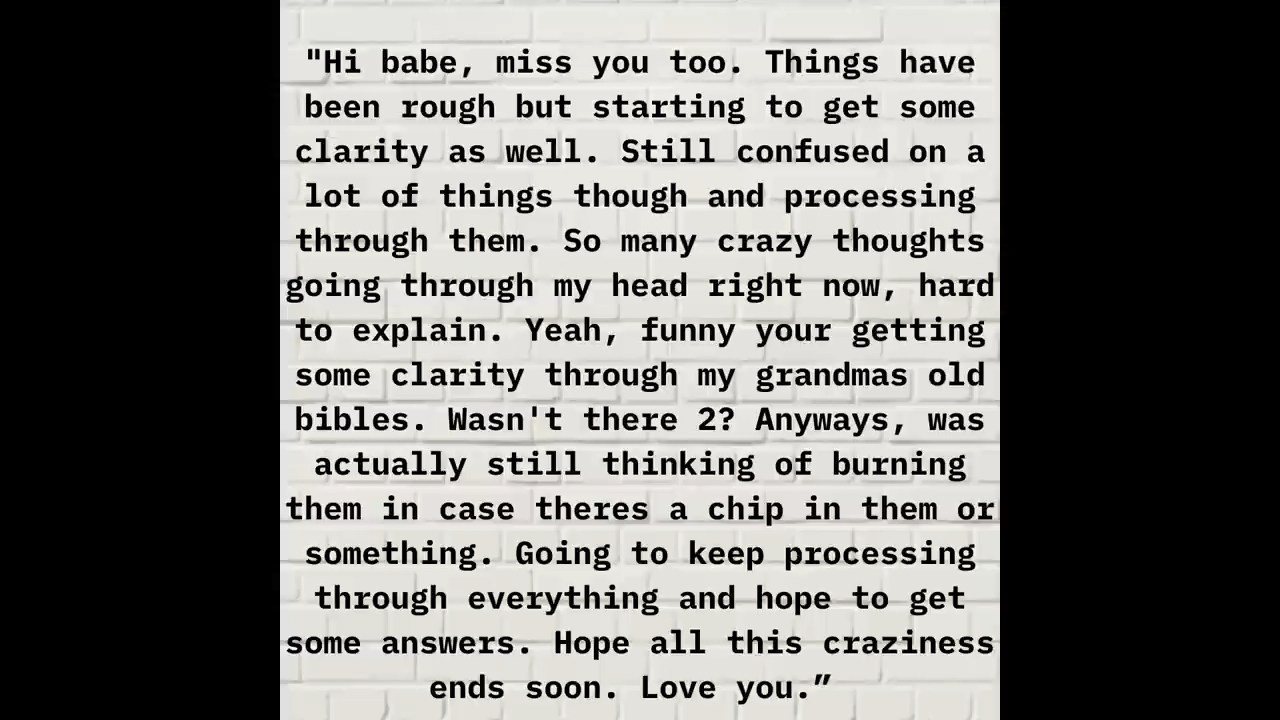 "Hi babe, miss you too. Things have
been rough but starting to get some
clarity as well. Still confused on a
lot of things though and processing
through them. So many crazy thoughts
going through my head right now, hard
to explain. Yeah, funny your getting
some clarity through my grandmas old
bibles. Wasn't there 2? Anyways, was
actually still thinking of burning
them in case theres a chip in them or
something. Going to keep processing
through everything and hope to get
some answers. Hope all this craziness
ends soon. Love you.”